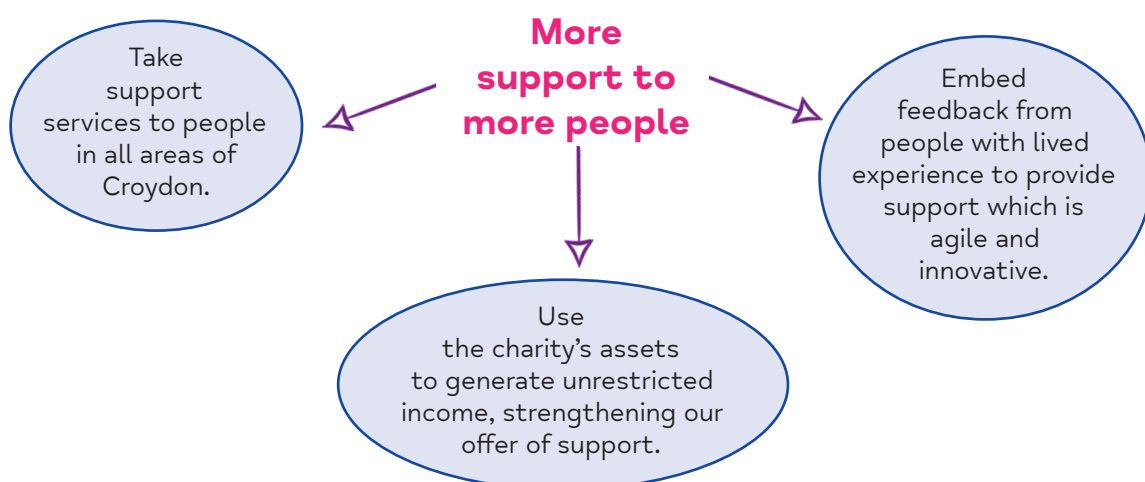 More
support to
more people
Take
support
services to people
in all areas of
Croydon.
Use
the charity’s assets
to generate unrestricted
income, strengthening our
offer of support.
Embed
feedback from
people with lived
experience to provide
support which is
agile and
innovative.